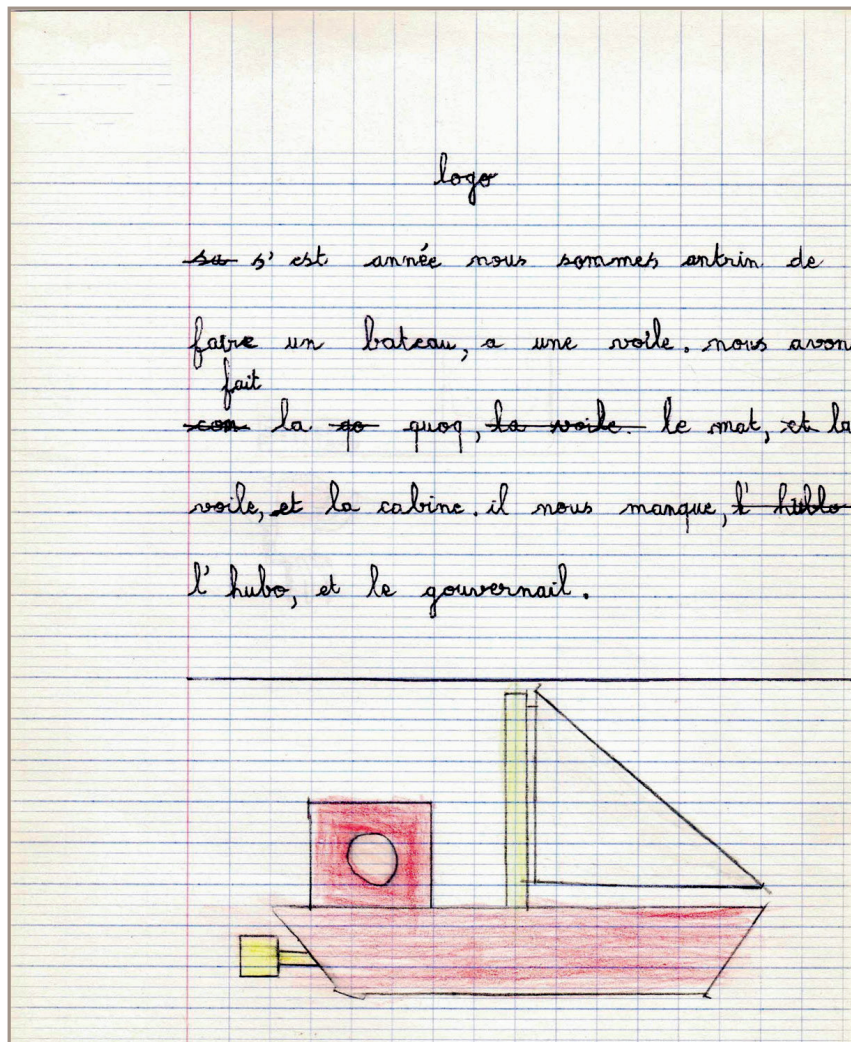 logo
sa s'est année nous sommes antrin de
faire un bateau, a une voile. nous avon
fait
con la qo quoq, la voile. le mat, et la
voile, et la cabine. il nous manque, l'hublo
l'hubo, et le gouvernail.